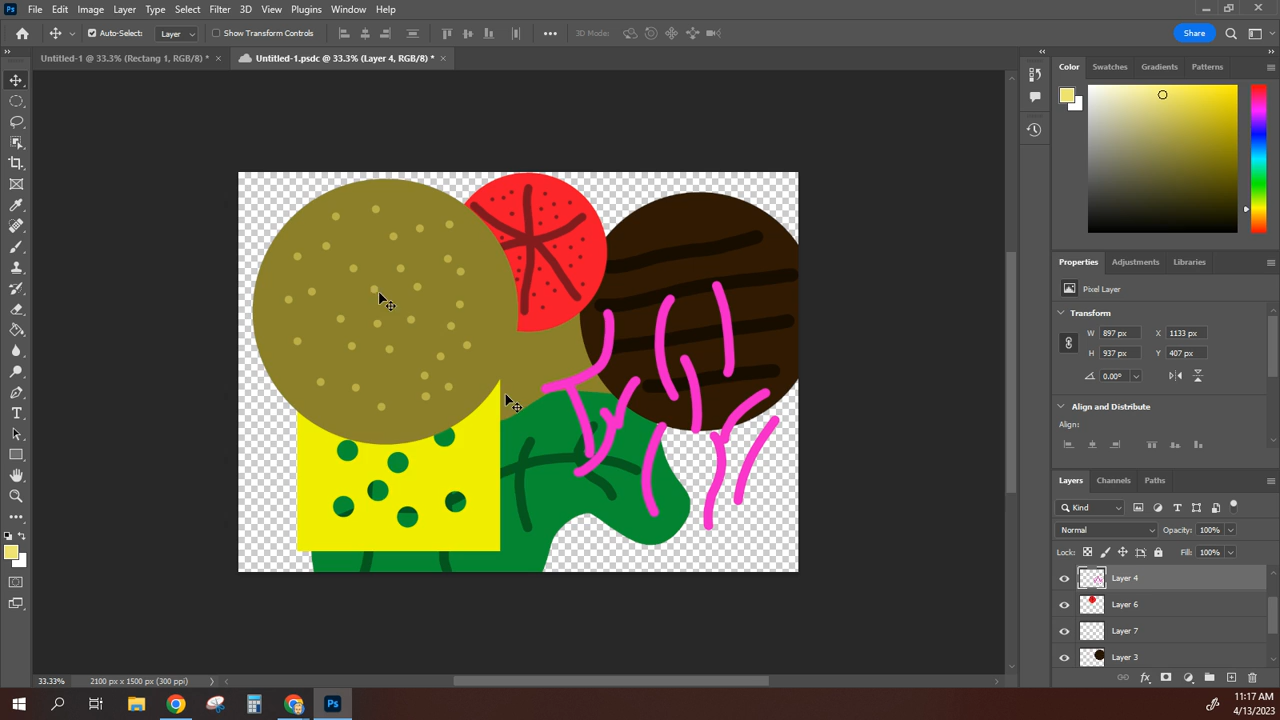 Ps File Edit Image Layer Type Select Filter 3D View Plugins Window Help
Auto-Select: Layer Show Transform Controls 3D Mode: Share
Untitled-1 @ 33.3% (Rectang 1, RGB/8) * × Untitled-1.psdc @ 33.3% (Layer 4, RGB/8) * ×
Color Swatches Gradients Patterns
Properties Adjustments Libraries
Pixel Layer
Transform
W 897 px X 1133 px
H 937 px Y 407 px
0.00°
Align and Distribute
Align:
Layers Channels Paths
Kind
Normal Opacity: 100%
Lock: Fill: 100%
Layer 4
Layer 6
Layer 7
Layer 3
33.33% 2100 px x 1500 px (300 ppi)
fx
Ps
11:17 AM
4/13/2023